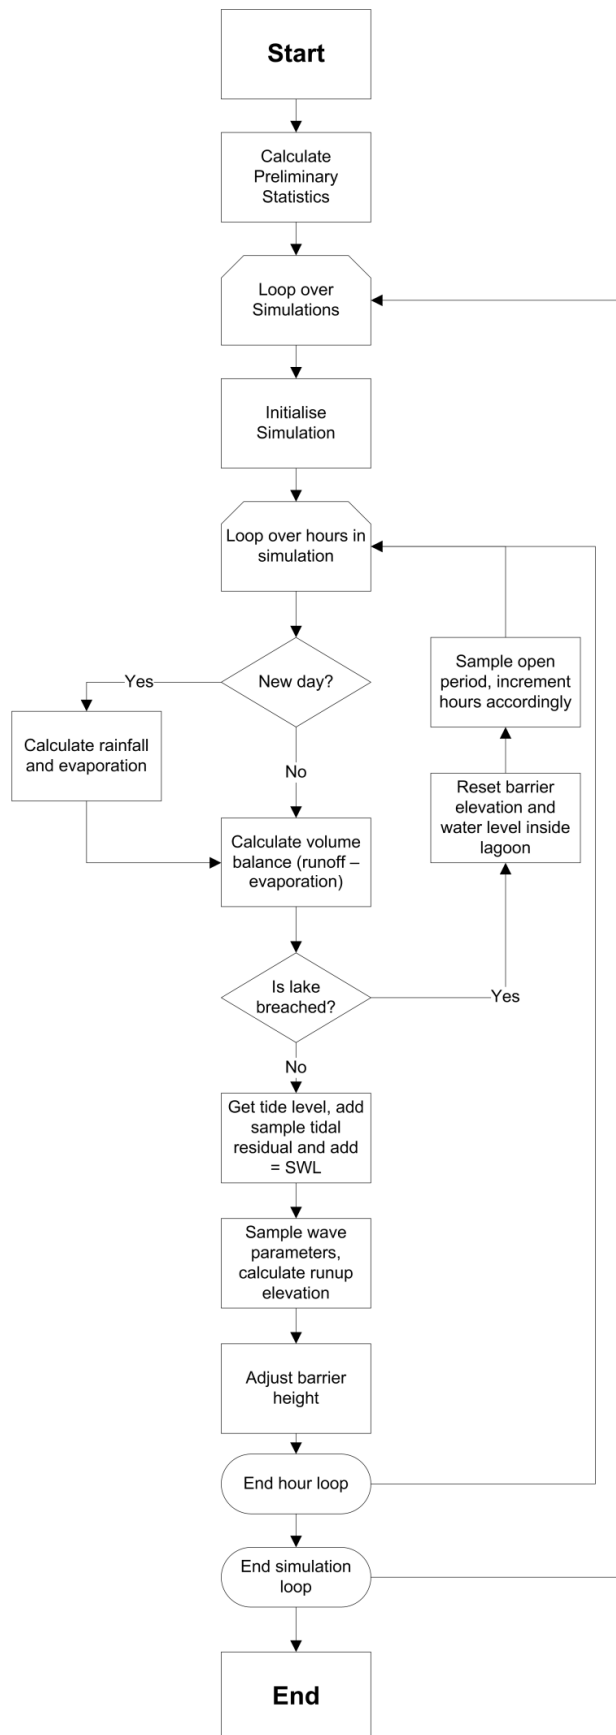 Start
Calculate
Preliminary
Statistics
Loop over
Simulations
Initialise
Simulation
Loop over hours in
simulation
New day?
Yes
Calculate rainfall
and evaporation
No
Sample open
period, increment
hours accordingly
Reset barrier
elevation and
water level inside
lagoon
Calculate volume
balance (runoff –
evaporation)
Is lake
breached?
Yes
No
Get tide level, add
sample tidal
residual and add
= SWL
Sample wave
parameters,
calculate runup
elevation
Adjust barrier
height
End hour loop
End simulation
loop
End